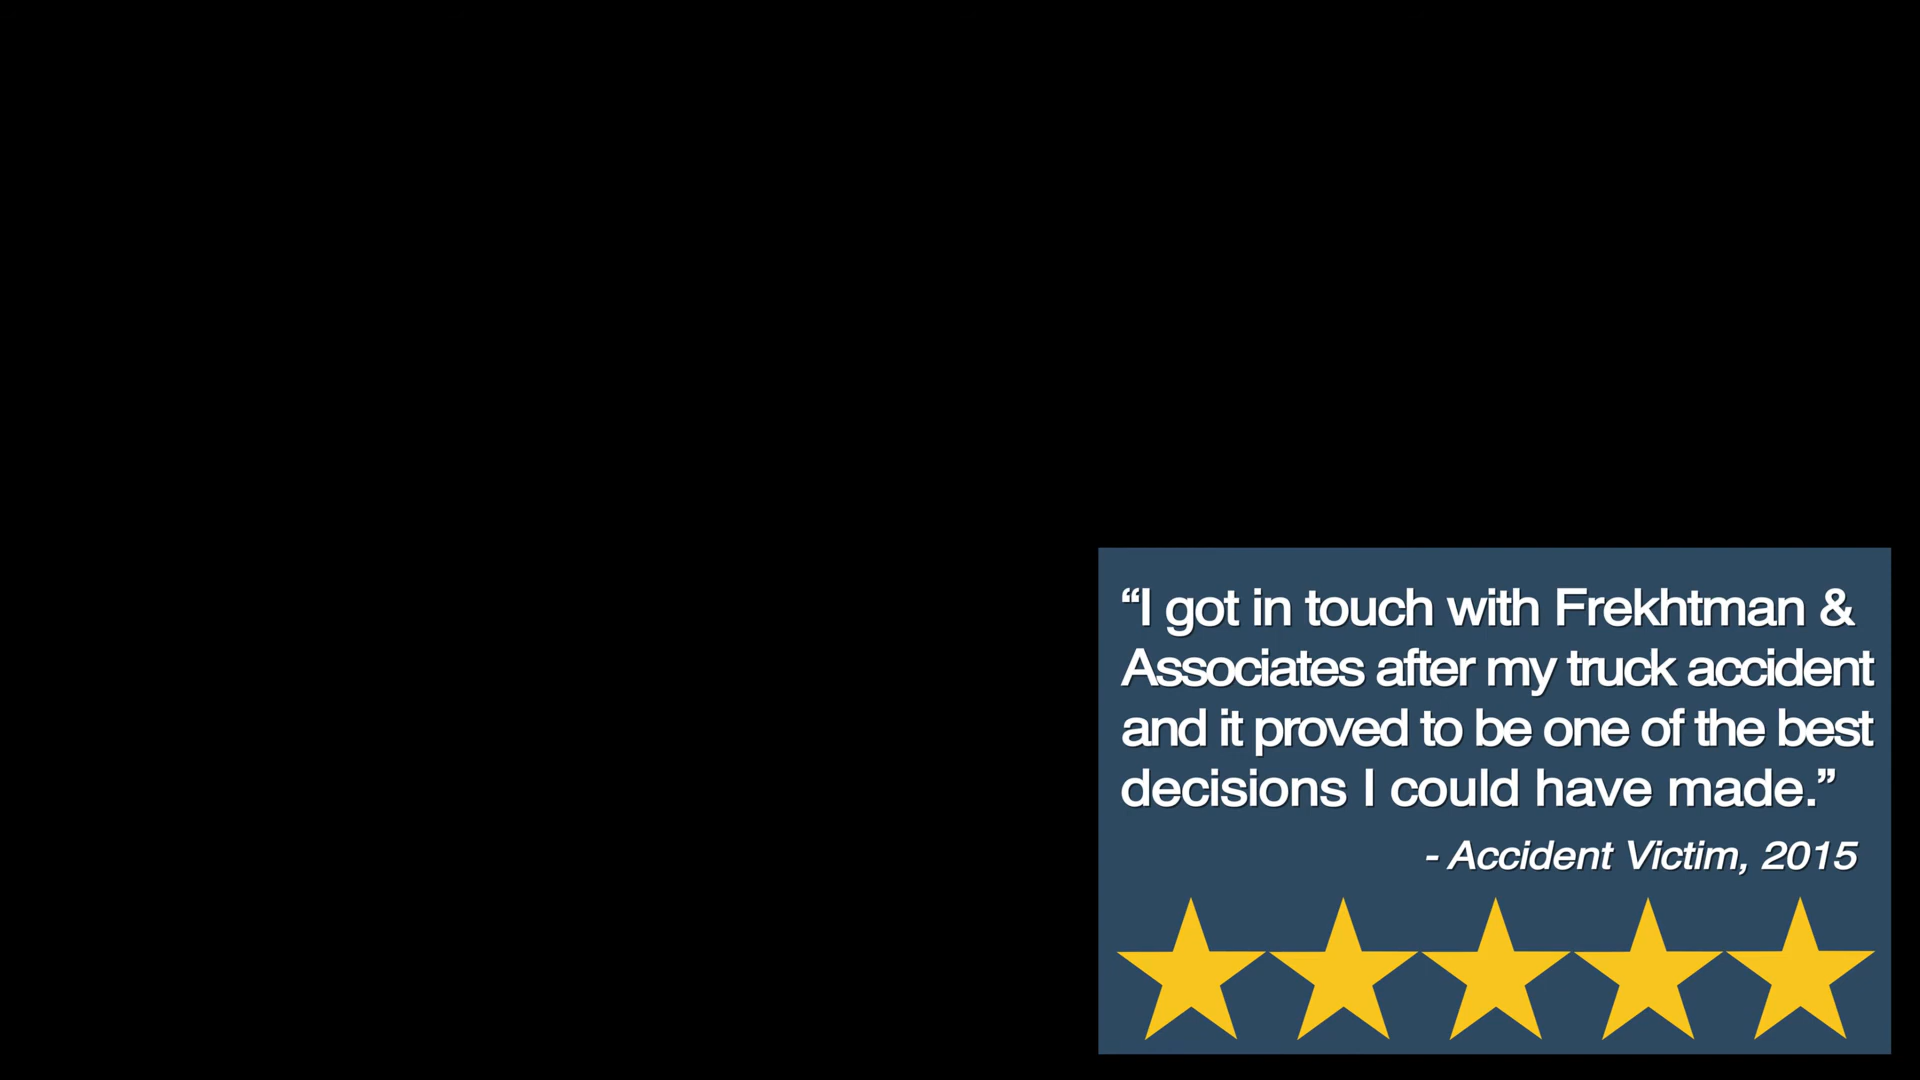 “I got in touch with Frekhtman &
Associates after my truck accident
and it proved to be one of the best
decisions I could have made.”
- Accident Victim, 2015